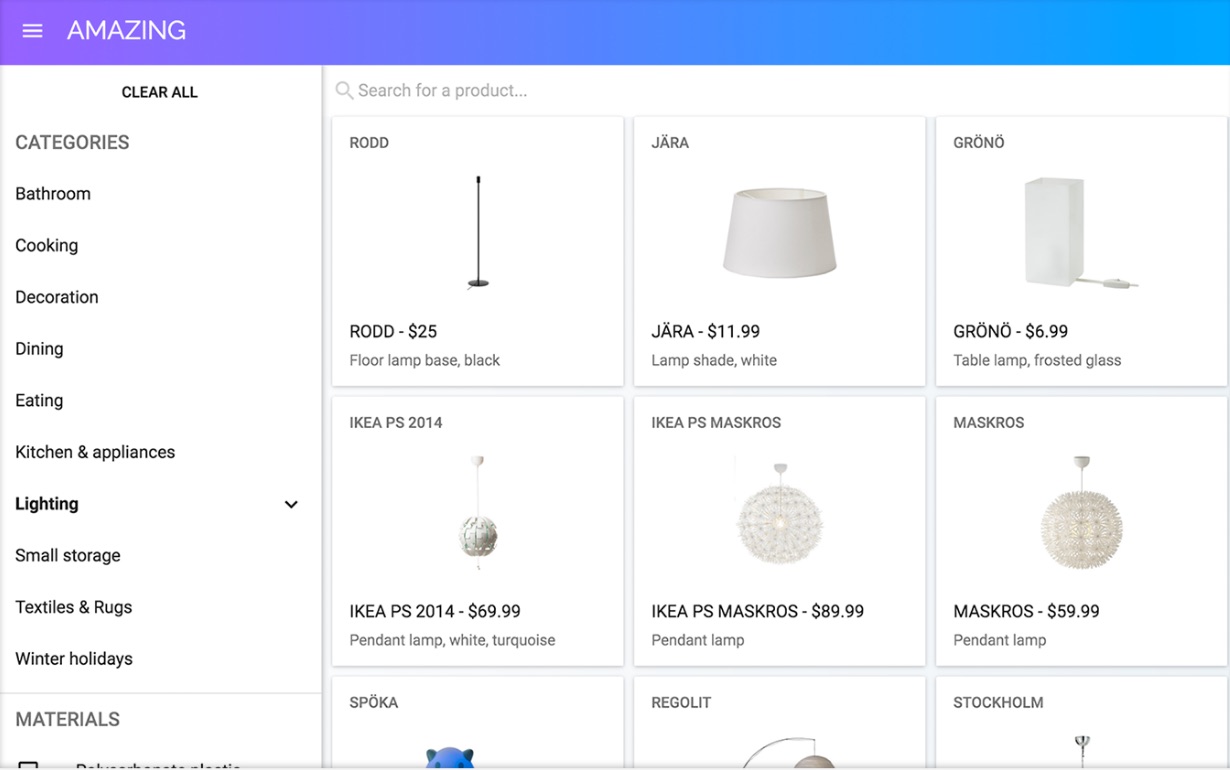 AMAZING
CLEAR ALL
CATEGORIES
Bathroom
Cooking
Decoration
Dining
Eating
Kitchen & appliances
Lighting
Small storage
Textiles & Rugs
Winter holidays
MATERIALS
Polycarbonate plastic
Search for a product...
RODD
RODD - $25
Floor lamp base, black
JÄRA
JÄRA - $11.99
Lamp shade, white
GRÖNÖ
GRÖNÖ - $6.99
Table lamp, frosted glass
IKEA PS 2014
IKEA PS 2014 - $69.99
Pendant lamp, white, turquoise
IKEA PS MASKROS
IKEA PS MASKROS - $89.99
Pendant lamp
MASKROS
MASKROS - $59.99
Pendant lamp
SPÖKA
REGOLIT
STOCKHOLM